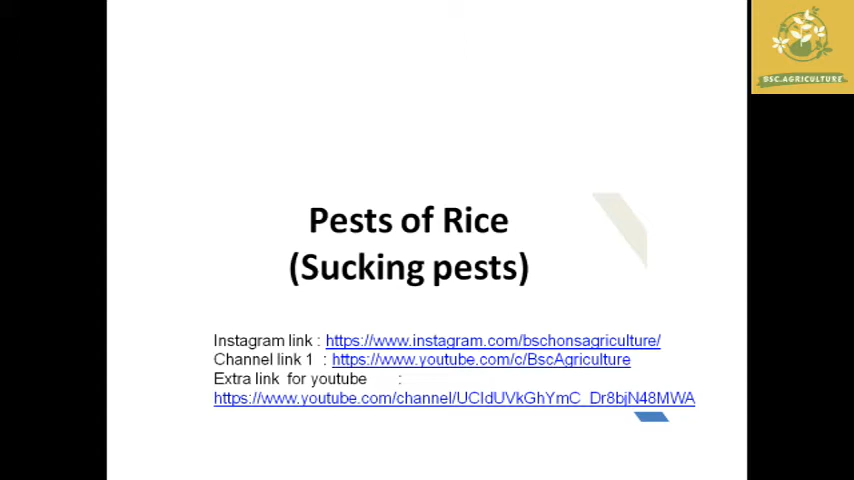 BSC.AGRICULTURE
Pests of Rice
(Sucking pests)
Instagram link : https://www.instagram.com/bschonsagriculture/
Channel link 1 : https://www.youtube.com/c/BscAgriculture
Extra link for youtube :
https://www.youtube.com/channel/UCIdUVkGhYmC_Dr8bjN48MWA